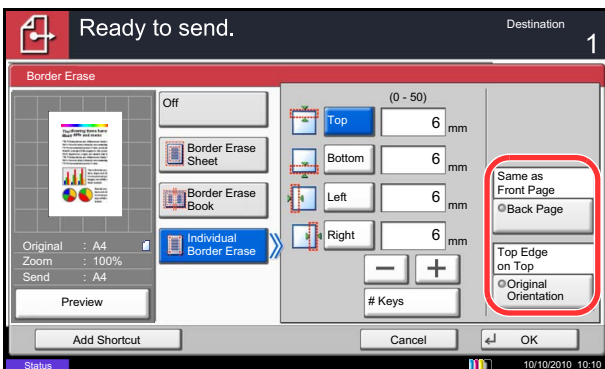 Ready to send.
Destination
1
Border Erase
Off
Border Erase
Sheet
Border Erase
Book
Individual
Border Erase
(0 - 50)
Top
6 mm
Bottom
6 mm
Left
6 mm
Right
6 mm
# Keys
Same as
Front Page
Back Page
Top Edge
on Top
Original
Orientation
Original : A4
Zoom : 100%
Send : A4
Preview
Add Shortcut
Cancel
OK
Status
10/10/2010 10:10